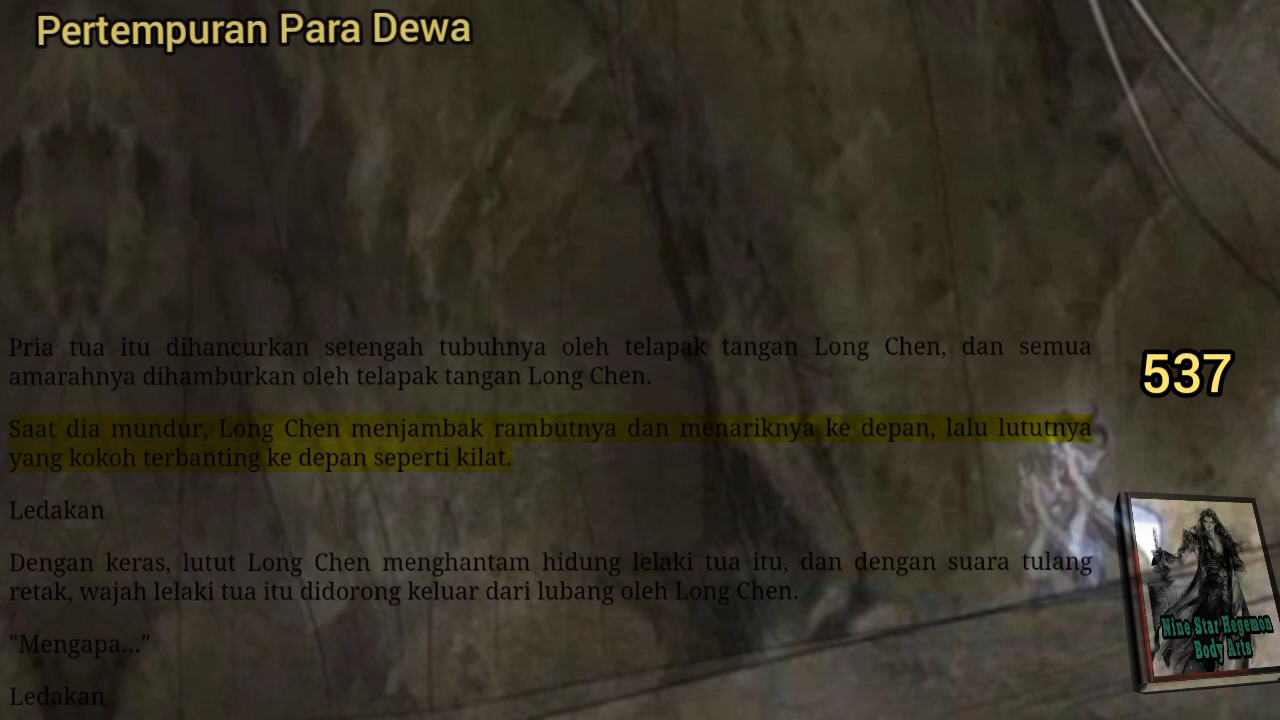 Pertempuran Para Dewa
Pria tua itu dihancurkan setengah tubuhnya oleh telapak tangan Long Chen, dan semua
amarahnya dihamburkan oleh telapak tangan Long Chen.
537
Saat dia mundur, Long Chen menjambak rambutnya dan menariknya ke depan, lalu lututnya
yang kokoh terbanting ke depan seperti kilat.
Ledakan
Dengan keras, lutut Long Chen menghantam hidung lelaki tua itu, dan dengan suara tulang
retak, wajah lelaki tua itu didorong keluar dari lubang oleh Long Chen.
Nine Star Hegemon
Body Arts
"Mengapa..."
Ledakan